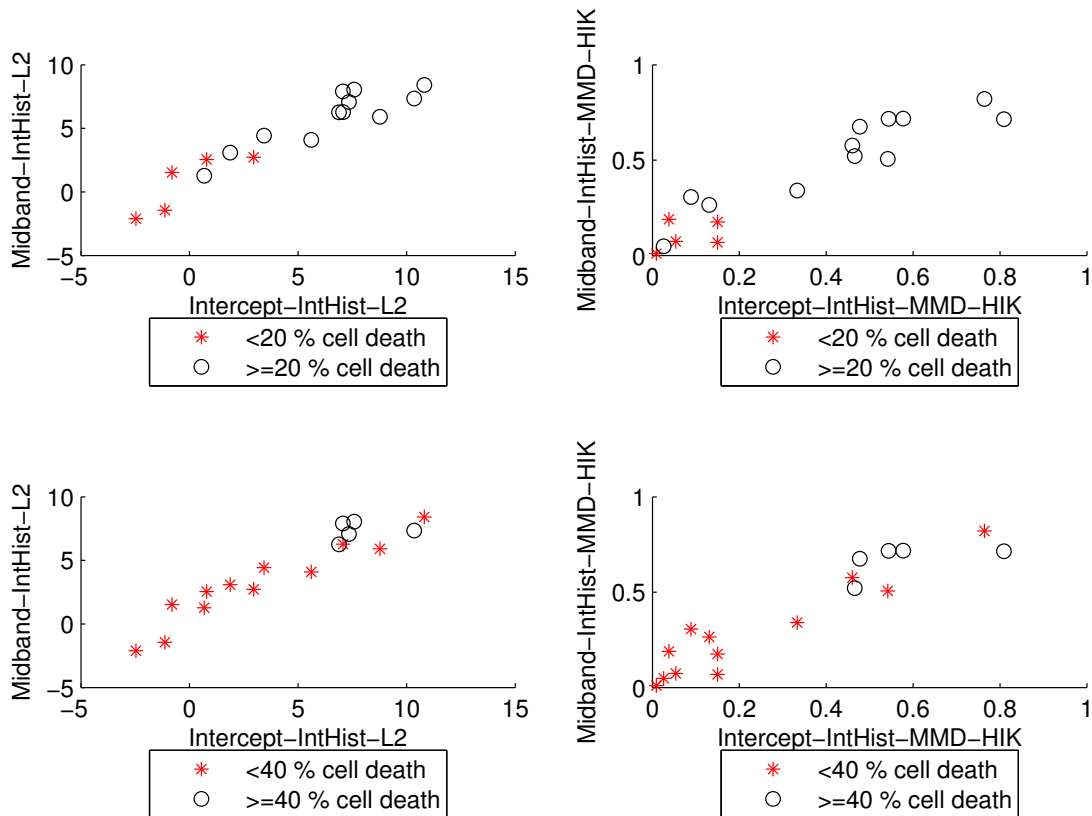 10
5
0
−5
−5 0 5 10 15
Midband−IntHist−L2
Intercept−IntHist−L2
<20 % cell death
>=20 % cell death
1
0.5
0
0 0.2 0.4 0.6 0.8 1
Midband−IntHist−MMD−HIK
Intercept−IntHist−MMD−HIK
<20 % cell death
>=20 % cell death
10
5
0
−5
−5 0 5 10 15
Midband−IntHist−L2
Intercept−IntHist−L2
<40 % cell death
>=40 % cell death
1
0.5
0
0 0.2 0.4 0.6 0.8 1
Midband−IntHist−MMD−HIK
Intercept−IntHist−MMD−HIK
<40 % cell death
>=40 % cell death